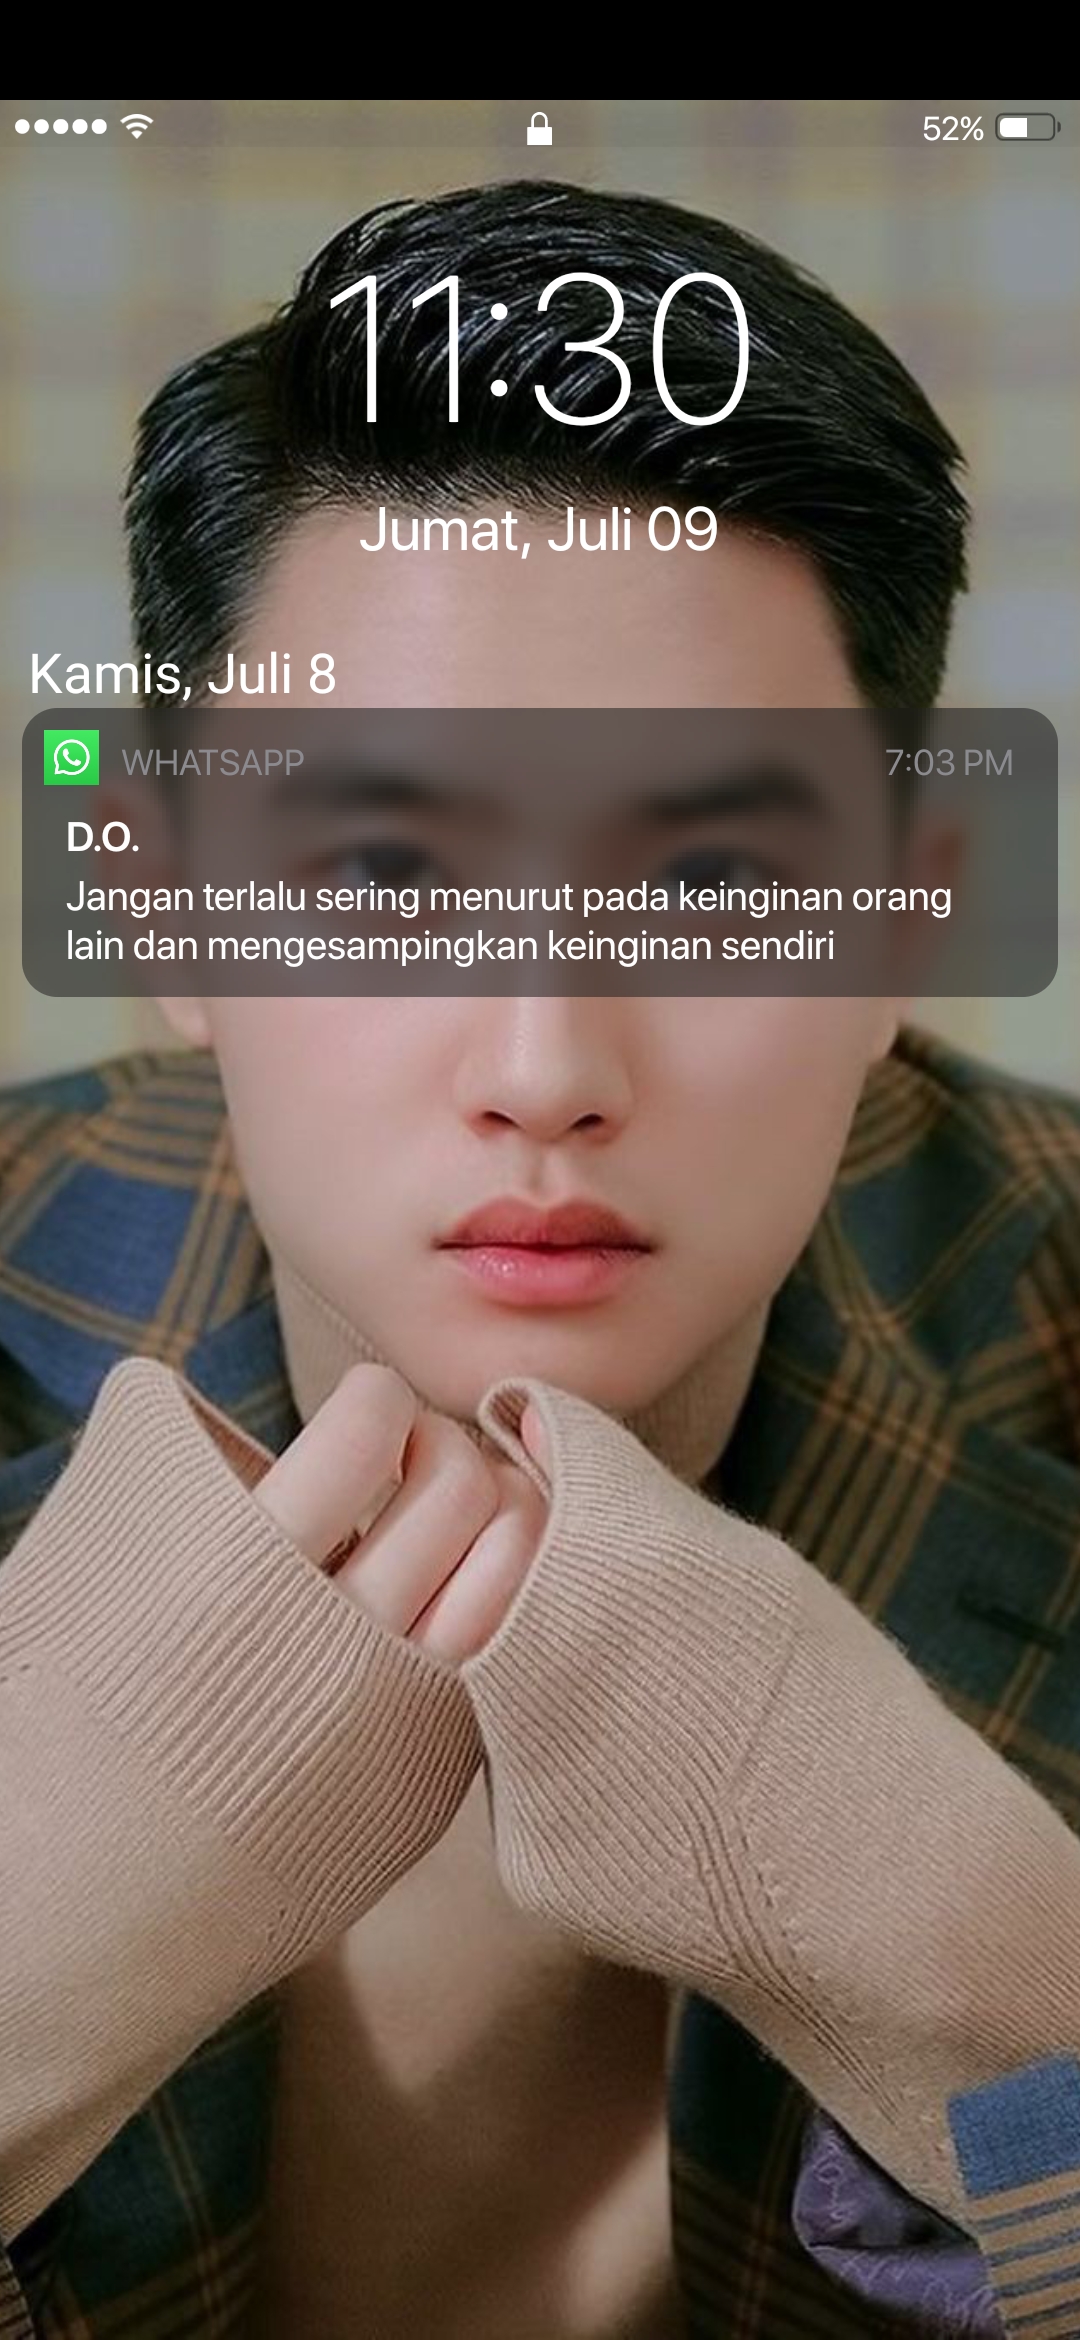 52%
11:30
Jumat, Juli 09
Kamis, Juli 8
WHATSAPP 7:03 PM
D.O.
Jangan terlalu sering menurut pada keinginan orang
lain dan mengesampingkan keinginan sendiri